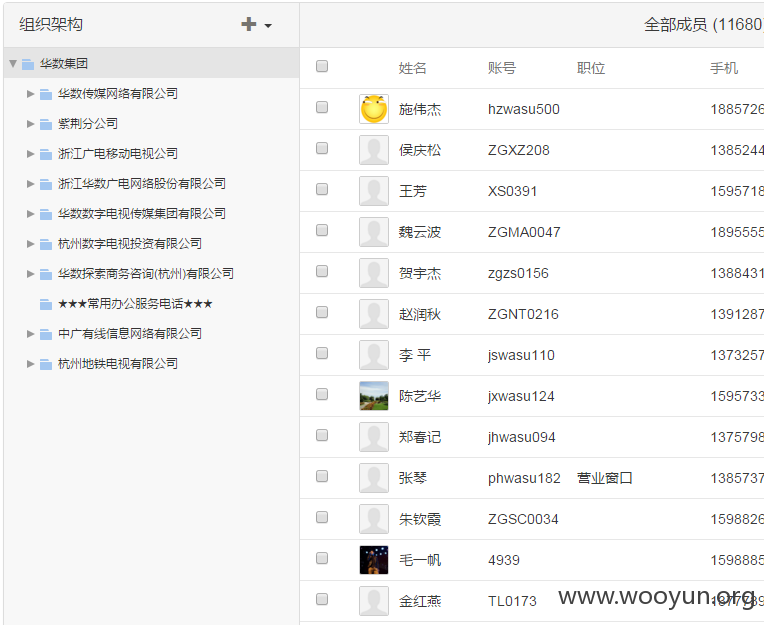 组织架构
全部成员 (11680)
华数集团
华数传媒网络有限公司
紫荆分公司
浙江广电移动电视公司
浙江华数广电网络股份有限公司
华数数字电视传媒集团有限公司
杭州数字电视投资有限公司
华数探索商务咨询(杭州)有限公司
★★★常用办公服务电话★★★
中广有线信息网络有限公司
杭州地铁电视有限公司
姓名 账号 职位 手机
施伟杰 hzwasu500 1885726
侯庆松 ZGXZ208 1385244
王芳 XS0391 1595718
魏云波 ZGMA0047 1895555
贺宇杰 zgzs0156 1388431
赵润秋 ZGNT0216 1391287
李 平 jswasu110 1373257
陈艺华 jxwasu124 1595733
郑春记 jhwasu094 1375798
张琴 phwasu182 营业窗口 1385737
朱钦霞 ZGSC0034 1598826
毛一帆 4939 1598885
金红燕 TL0173
www.wooyun.org